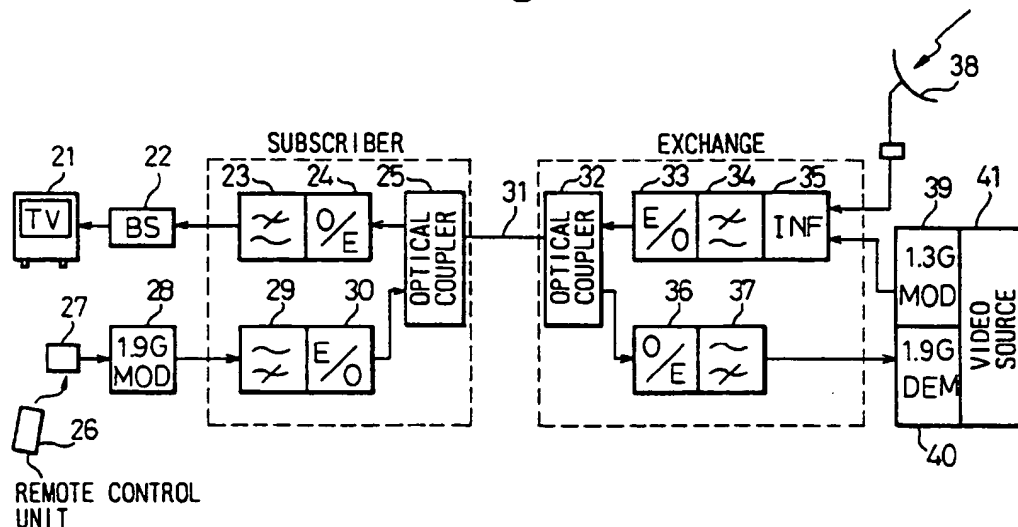 38
SUBSCRIBER
EXCHANGE
21
22
23
24
25
31
32
33
34
35
39
41
TV
BS
O/E
OPTICAL COUPLER
OPTICAL COUPLER
E/O
INF
1.3G
MOD
VIDEO SOURCE
27
28
29
30
36
37
1.9G
MOD
E/O
O/E
1.9G
DEM
26
40
REMOTE CONTROL
UNIT